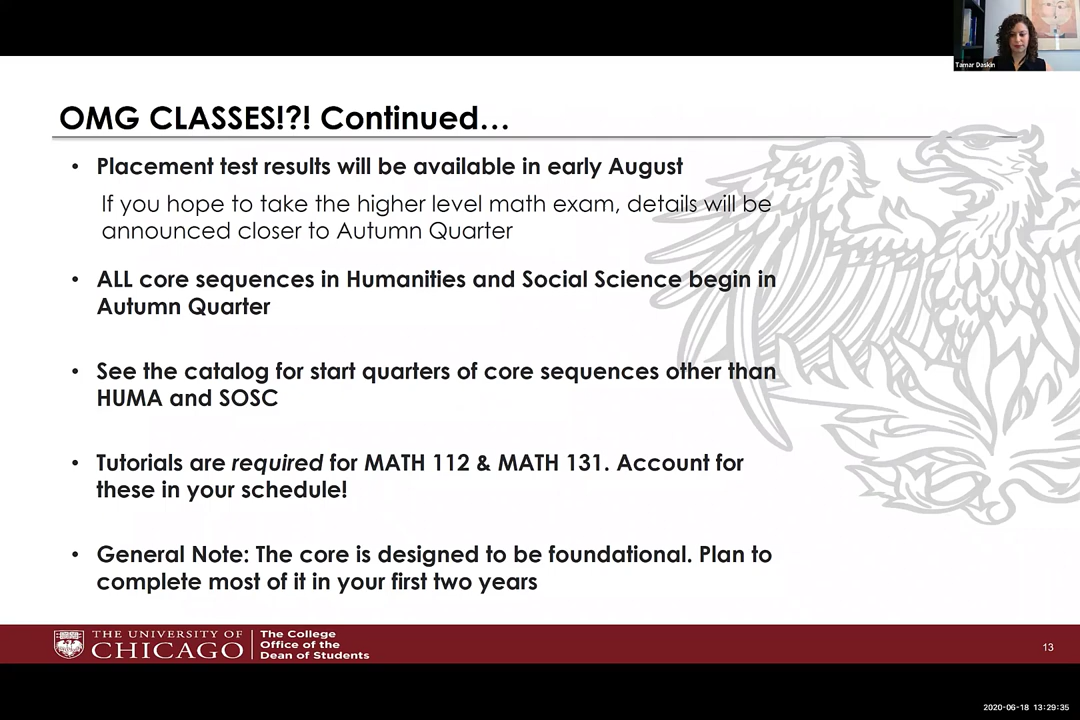 Tamar Daskin
OMG CLASSES!?! Continued…
• Placement test results will be available in early August
If you hope to take the higher level math exam, details will be
announced closer to Autumn Quarter
• ALL core sequences in Humanities and Social Science begin in
Autumn Quarter
• See the catalog for start quarters of core sequences other than
HUMA and SOSC
• Tutorials are required for MATH 112 & MATH 131. Account for
these in your schedule!
• General Note: The core is designed to be foundational. Plan to
complete most of it in your first two years
THE UNIVERSITY OF
CHICAGO
The College
Office of the
Dean of Students
13
2020-06-18 13:29:35